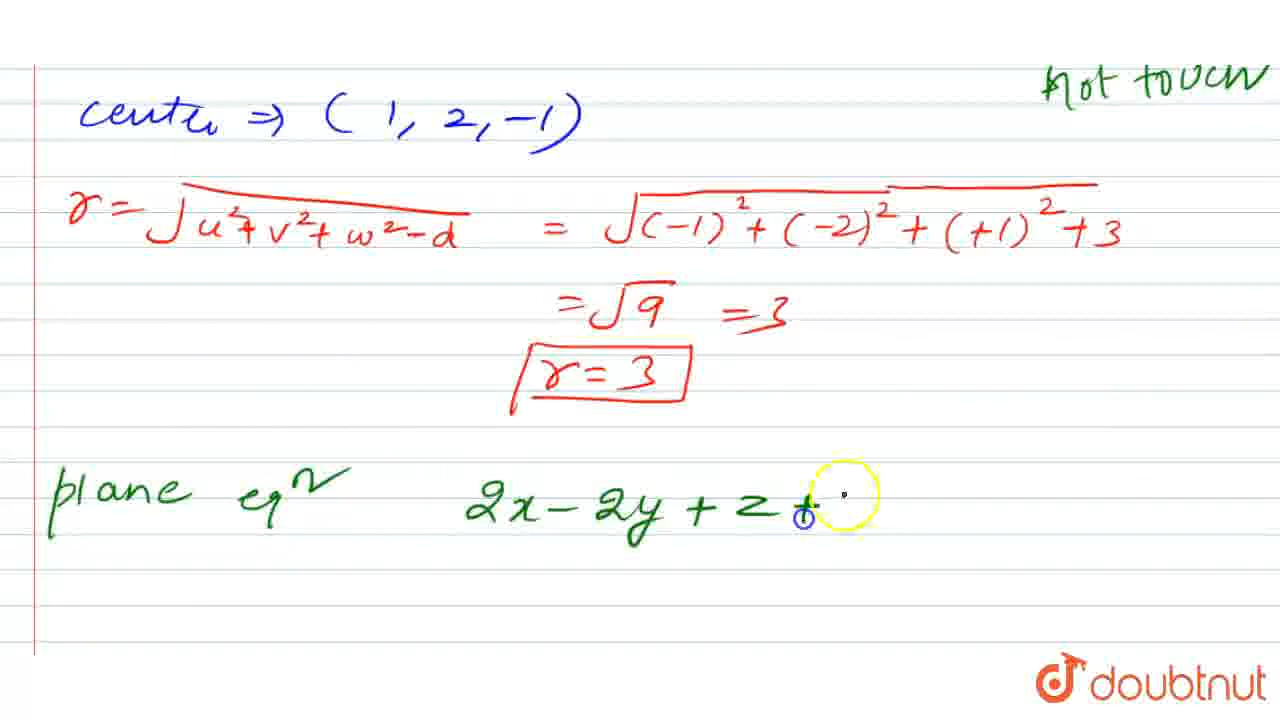 not touch
center ⇒ (1, 2, -1)
r = √(u² + v² + w² - d) = √((-1)² + (-2)² + (+1)² + 3)
= √9 = 3
r = 3
plane eqⁿ 2x - 2y + z +
doubtnut